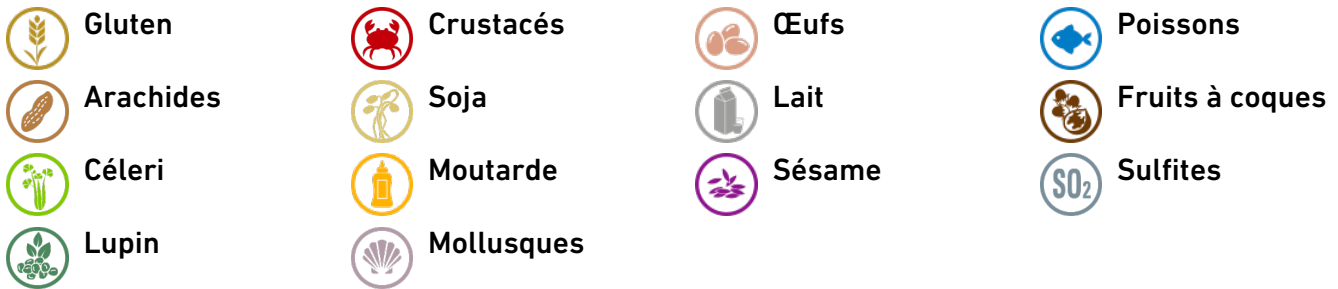 Gluten
Crustacés
Œufs
Poissons
Arachides
Soja
Lait
Fruits à coques
Céleri
Moutarde
Sésame
SO2
Sulfites
Lupin
Mollusques